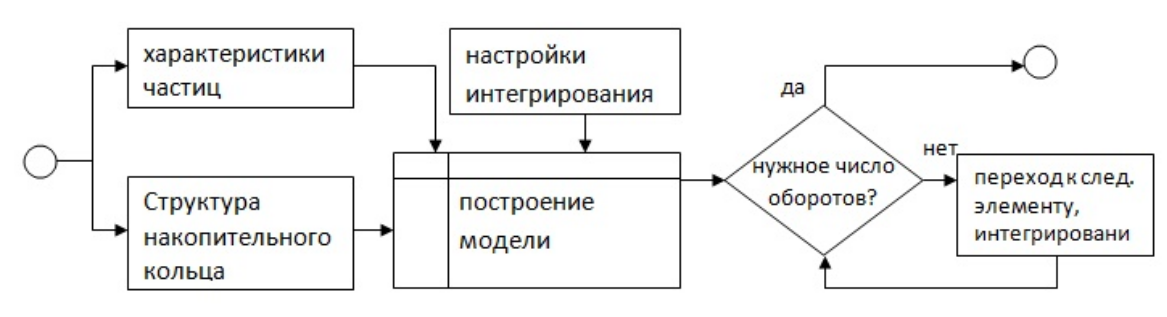 характеристики
частиц
настройки
интегрирования
Структура
накопительного
кольца
построение
модели
да
нужное число
оборотов?
нет
переход к след.
элементу,
интегрировани